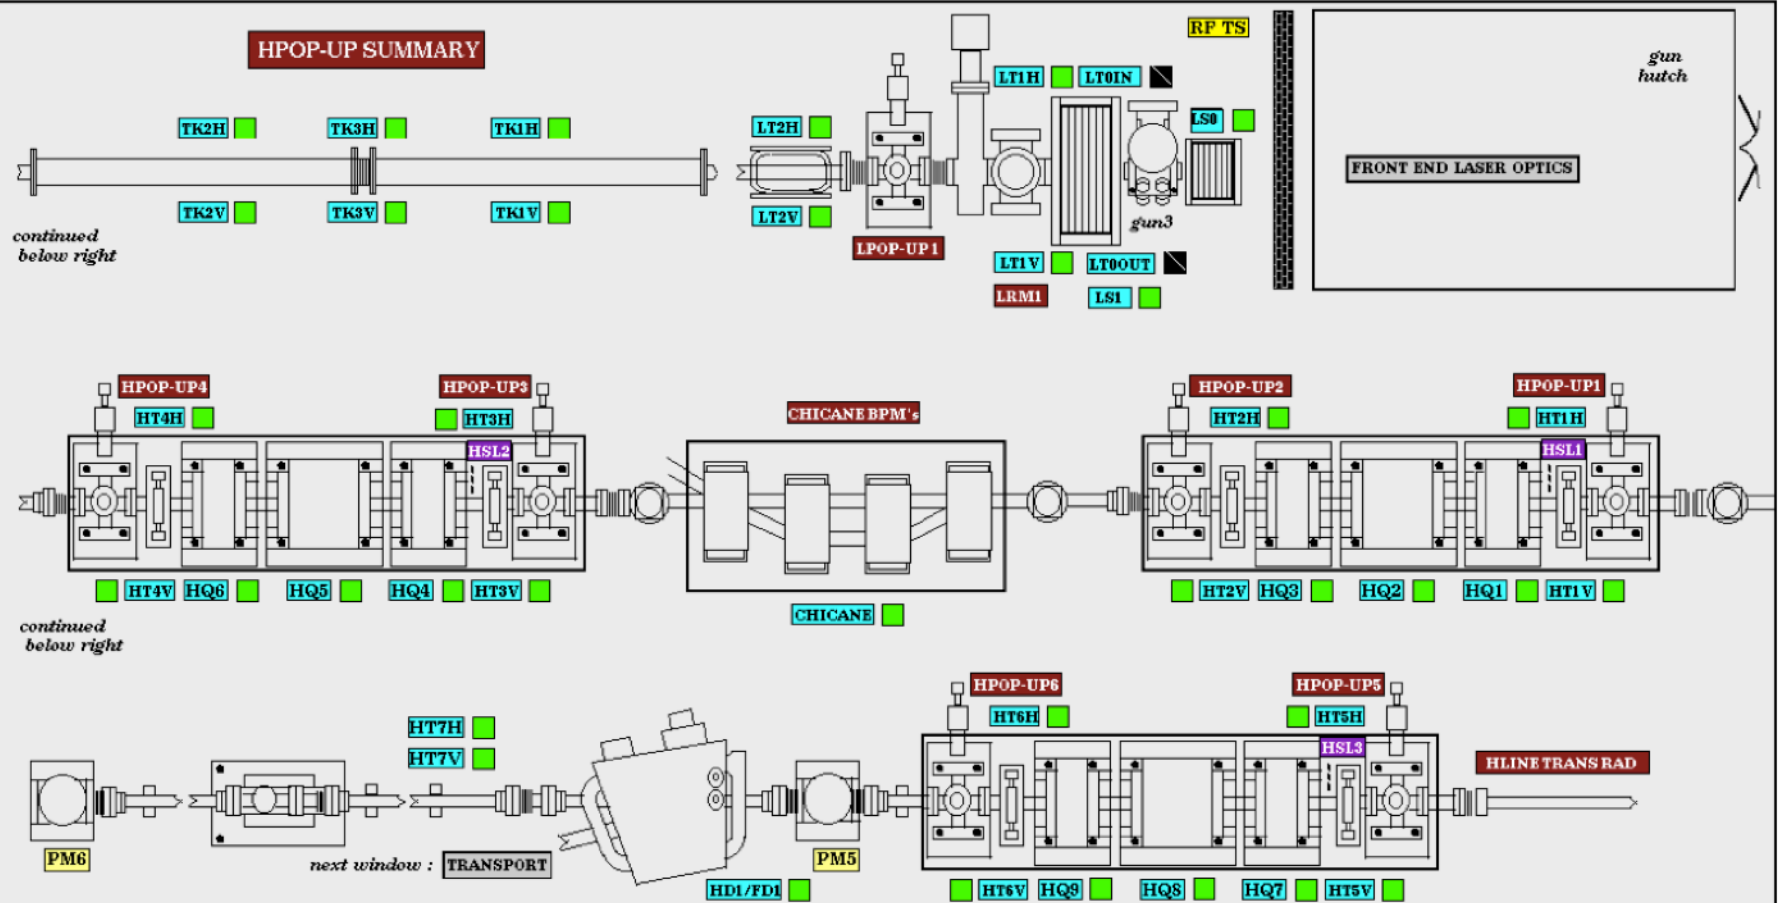 HPOP-UP SUMMARY
RF TS
gun
hutch
LT1H
LT0IN
LS0
TK2H
TK3H
TK1H
LT2H
FRONT END LASER OPTICS
TK2V
TK3V
TK1V
LT2V
gun3
continued
below right
LPOP-UP 1
LT1V
LT0OUT
LRM1
LS1
HPOP-UP4
HPOP-UP3
HPOP-UP2
HPOP-UP1
CHICANE BPM's
HT4H
HT3H
HT2H
HT1H
HSL2
HSL1
HT4V
HQ6
HQ5
HQ4
HT3V
HT2V
HQ3
HQ2
HQ1
HT1V
CHICANE
continued
below right
HPOP-UP6
HPOP-UP5
HT7H
HT6H
HT5H
HT7V
HSL3
HLINE TRANS RAD
PM6
next window :
TRANSPORT
PM5
HD1/FD1
HT6V
HQ9
HQ8
HQ7
HT5V